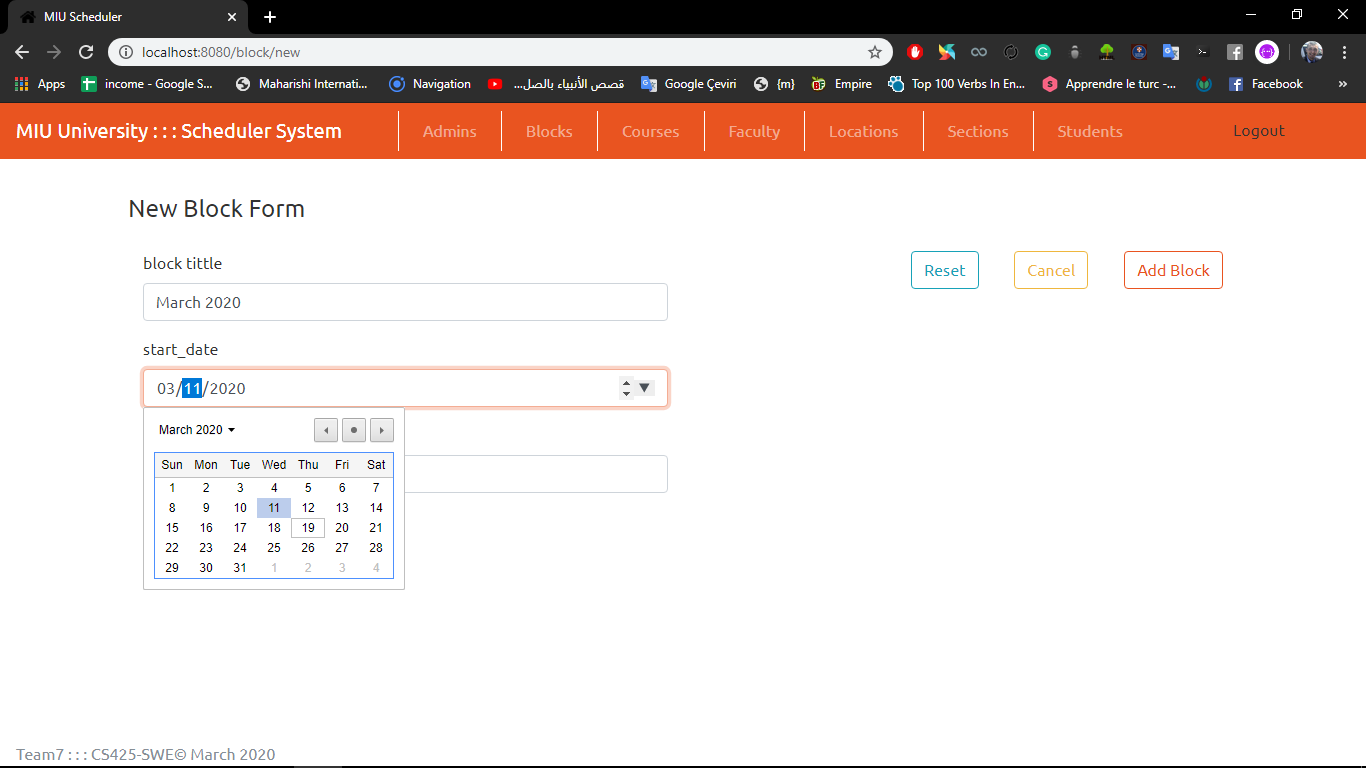 MIU Scheduler
localhost:8080/block/new
Apps income - Google S... Maharishi Internati... Navigation قصص الأنبياء بالصل... Google Çeviri {m} Empire Top 100 Verbs In En... Apprendre le turc -... Facebook »
MIU University : : : Scheduler System Admins Blocks Courses Faculty Locations Sections Students Logout
New Block Form
block tittle
Reset Cancel Add Block
March 2020
start_date
03/11/2020
March 2020
Sun Mon Tue Wed Thu Fri Sat
1 2 3 4 5 6 7
8 9 10 11 12 13 14
15 16 17 18 19 20 21
22 23 24 25 26 27 28
29 30 31 1 2 3 4
Team7 : : : CS425-SWE© March 2020